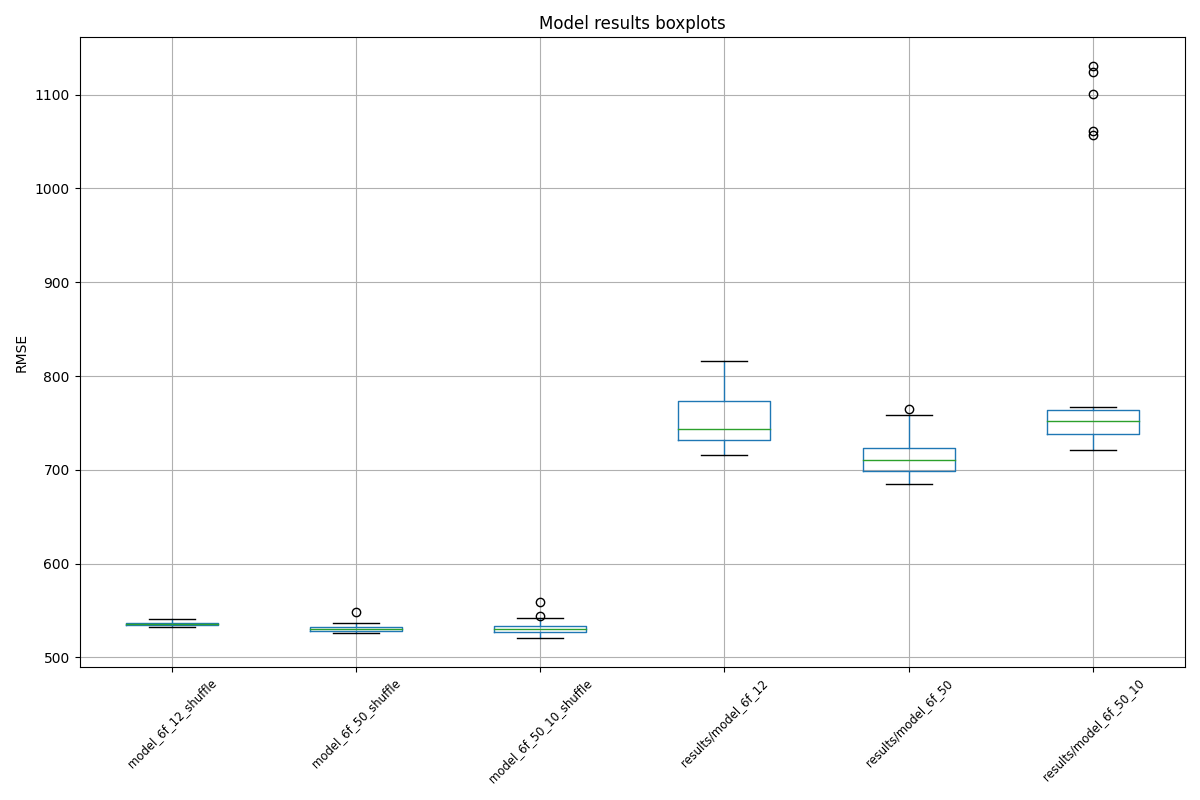 Model results boxplots
1100
1000
900
800
700
600
500
RMSE
model_6f_12_shuffle
model_6f_50_shuffle
model_6f_50_10_shuffle
results/model_6f_12
results/model_6f_50
results/model_6f_50_10